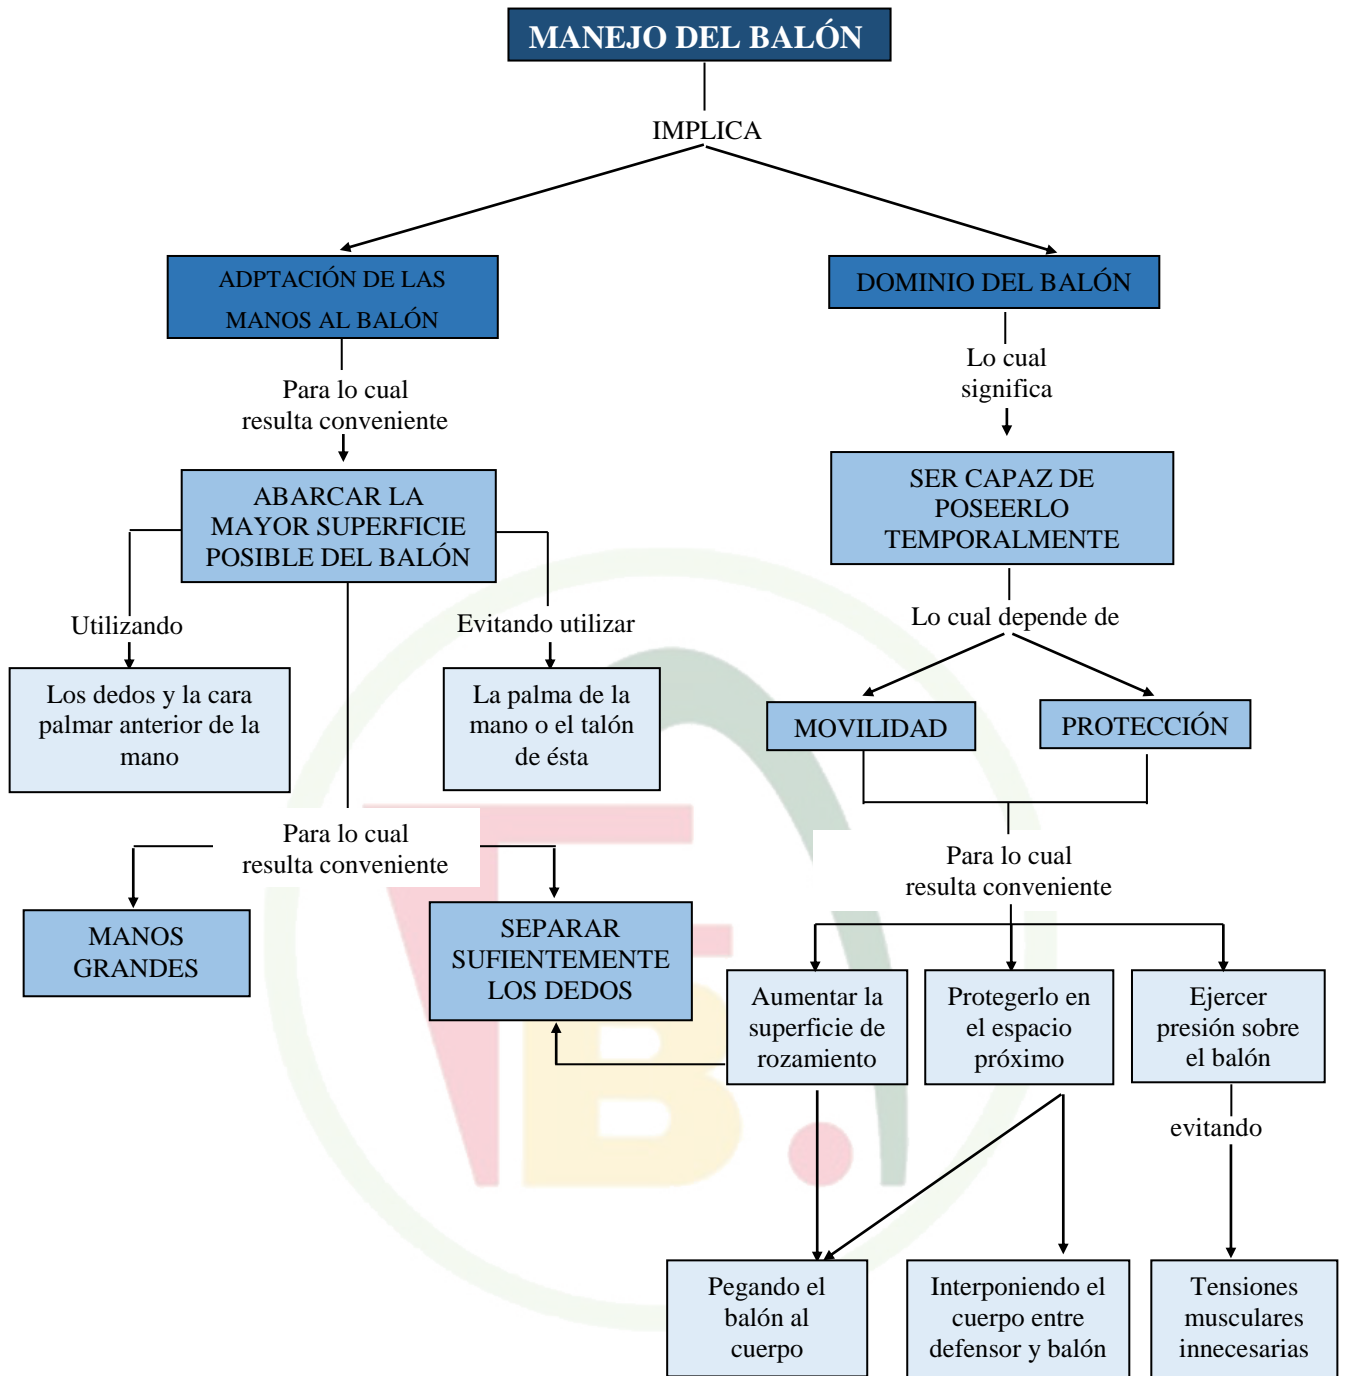 MANEJO DEL BALÓN
IMPLICA
ADPTACIÓN DE LAS
MANOS AL BALÓN
DOMINIO DEL BALÓN
Para lo cual
resulta conveniente
Lo cual
significa
ABARCAR LA
MAYOR SUPERFICIE
POSIBLE DEL BALÓN
SER CAPAZ DE
POSEERLO
TEMPORALMENTE
Utilizando
Evitando utilizar
Lo cual depende de
Los dedos y la cara
palmar anterior de la
mano
La palma de la
mano o el talón
de ésta
MOVILIDAD
PROTECCIÓN
Para lo cual
resulta conveniente
Para lo cual
resulta conveniente
MANOS
GRANDES
SEPARAR
SUFIENTEMENTE
LOS DEDOS
Aumentar la
superficie de
rozamiento
Protegerlo en
el espacio
próximo
Ejercer
presión sobre
el balón
evitando
Pegando el
balón al
cuerpo
Interponiendo el
cuerpo entre
defensor y balón
Tensiones
musculares
innecesarias